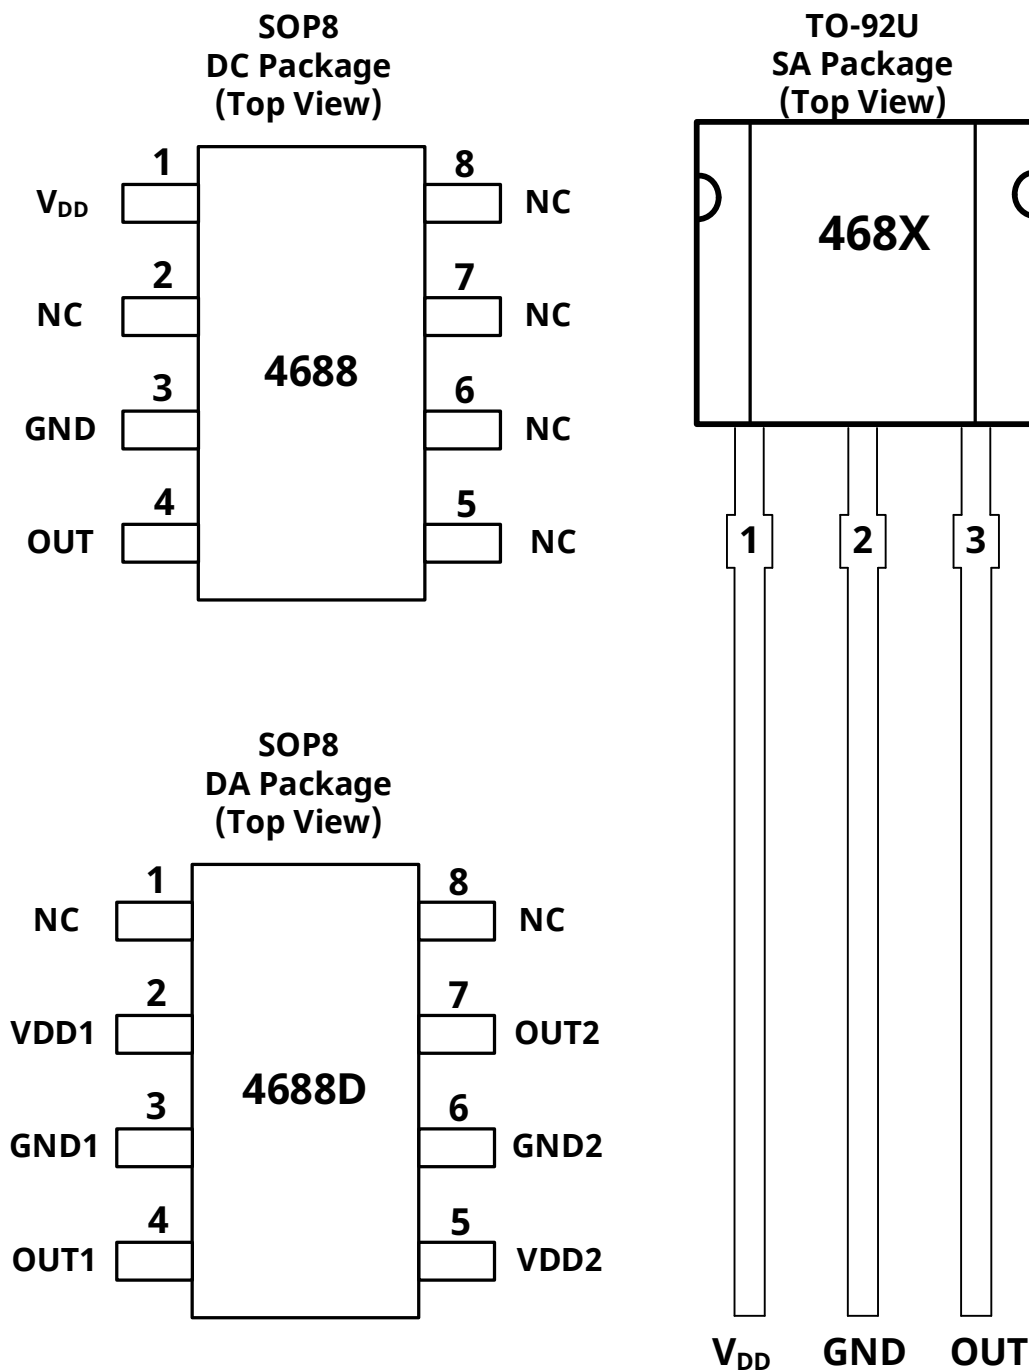 SOP8
DC Package
(Top View)
1
8
VDD
NC
2
7
NC
NC
4688
3
6
GND
NC
4
5
OUT
NC
TO-92U
SA Package
(Top View)
468X
1 2 3
VDD GND OUT
SOP8
DA Package
(Top View)
1
8
NC
NC
2
7
VDD1
OUT2
4688D
3
6
GND1
GND2
4
5
OUT1
VDD2